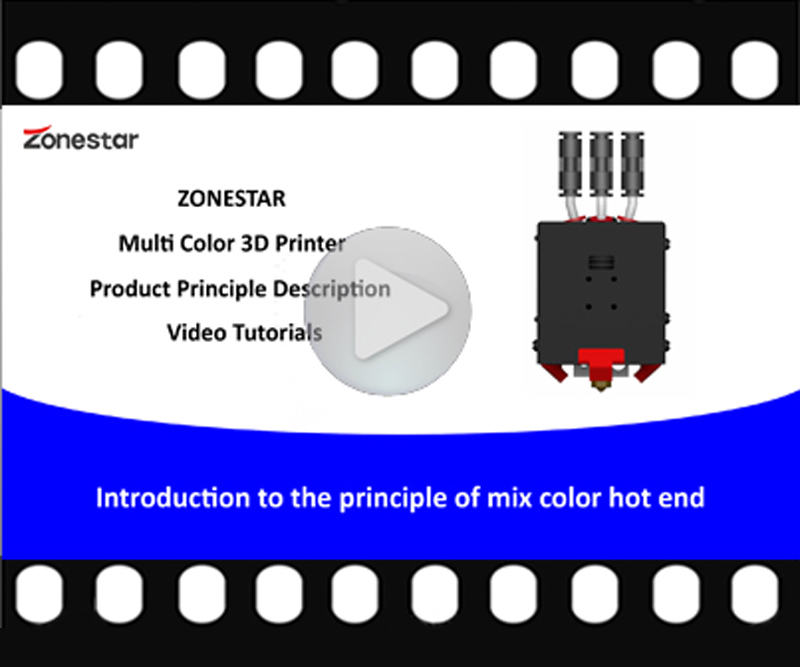 Zonestar
ZONESTAR
Multi Color 3D Printer
Product Principle Description
Video Tutorials
Introduction to the principle of mix color hot end